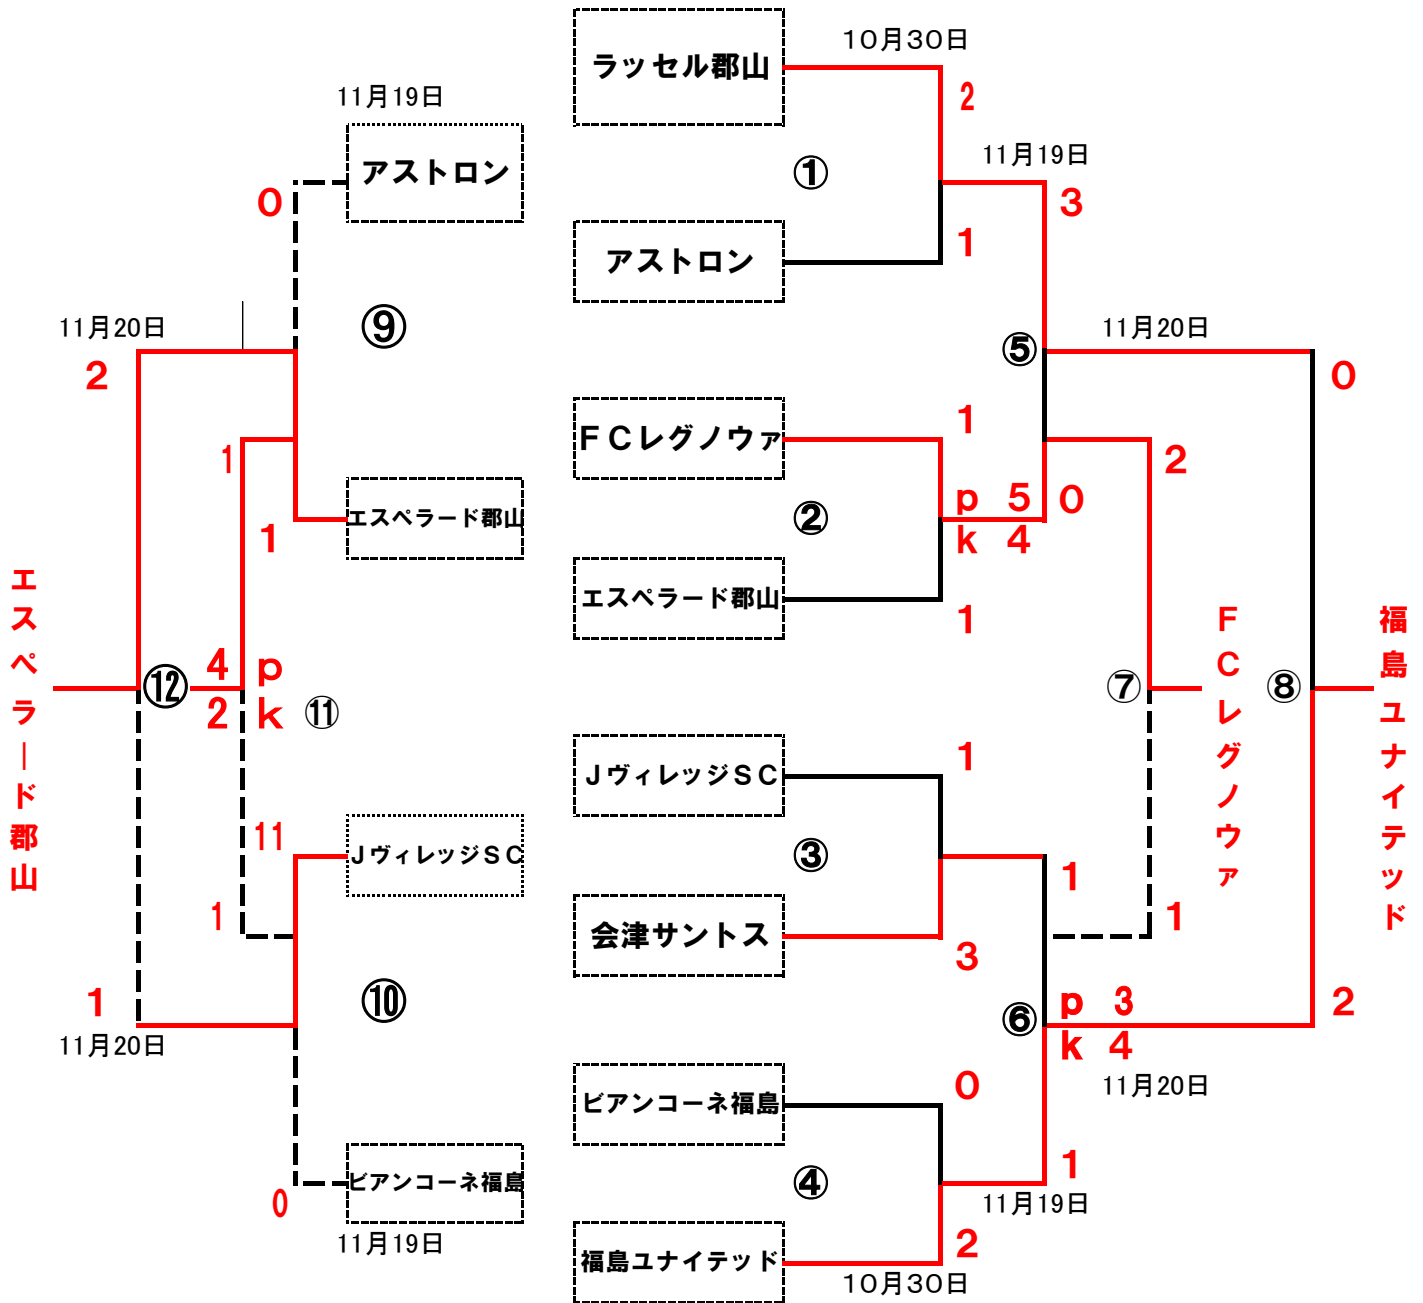 10月30日
ラッセル郡山
2
11月19日
アストロン
0
①
11月19日
3
アストロン
1
⑨
11月20日
2
⑤
11月20日
0
FCレグノウァ
1
1
2
エスペラード郡山
1
②
p 5
k 4
0
エスペラード郡山
1
エスペラード郡山
⑫
4 p
2 k
⑪
⑦
FCレグノウァ
⑧
福島ユナイテッド
JヴィレッジSC
1
11
JヴィレッジSC
③
1
1
会津サントス
3
1
1
11月20日
⑩
⑥
p 3
k 4
2
11月20日
ビアンコーネ福島
0
0
ビアンコーネ福島
11月19日
④
1
11月19日
福島ユナイテッド
2
10月30日